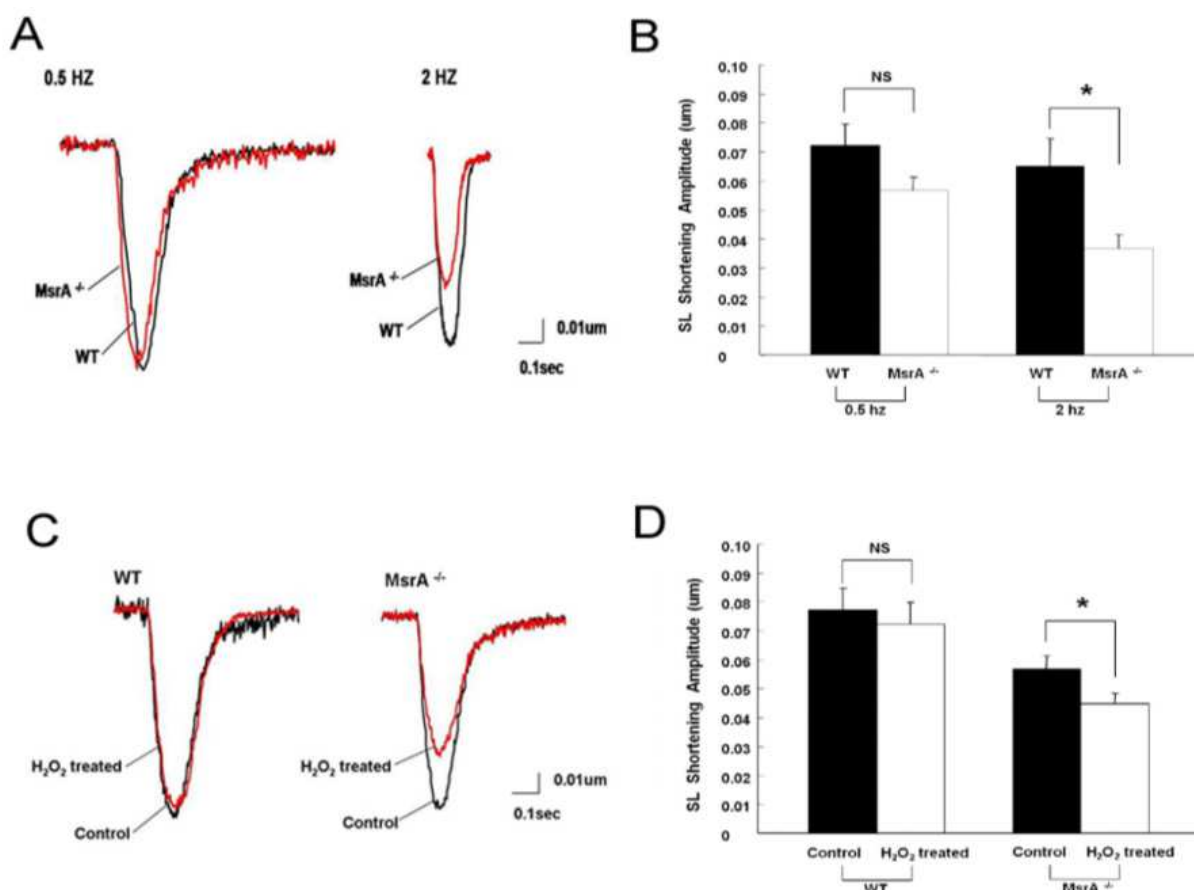 A
0.5 HZ
2 HZ
MsrA -/-
WT
MsrA -/-
WT
0.01um
0.1sec
B
SL Shortening Amplitude (um)
0.10
0.09
0.08
0.07
0.06
0.05
0.04
0.03
0.02
0.01
0
NS
*
WT MsrA -/- WT MsrA -/-
0.5 hz 2 hz
C
WT
MsrA -/-
H₂O₂ treated
Control
H₂O₂ treated
Control
0.01um
0.1sec
D
SL Shortening Amplitude (um)
0.10
0.09
0.08
0.07
0.06
0.05
0.04
0.03
0.02
0.01
0
NS
*
Control H₂O₂ treated Control H₂O₂ treated
WT MsrA -/-